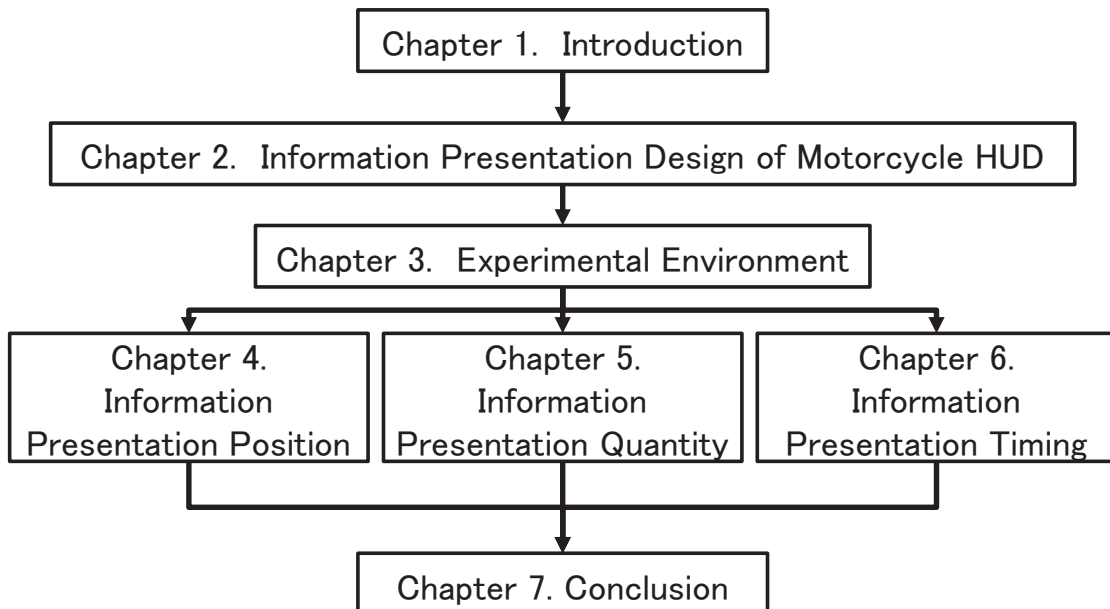 Chapter 1. Introduction
Chapter 2. Information Presentation Design of Motorcycle HUD
Chapter 3. Experimental Environment
Chapter 4.
Information
Presentation Position
Chapter 5.
Information
Presentation Quantity
Chapter 6.
Information
Presentation Timing
Chapter 7. Conclusion